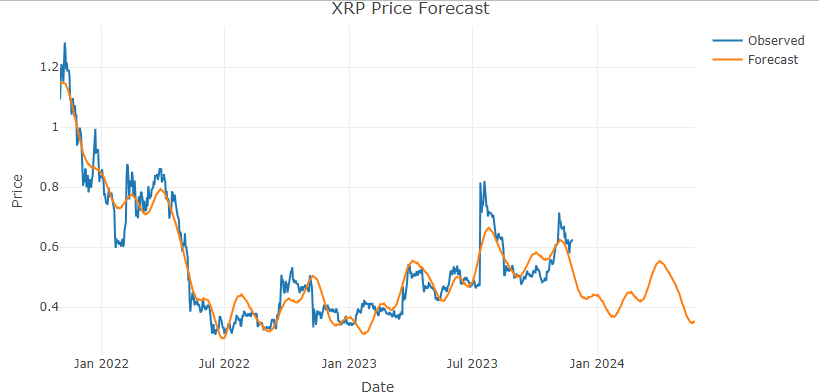 XRP Price Forecast
Observed
Forecast
Price
1.2
1
0.8
0.6
0.4
Jan 2022
Jul 2022
Jan 2023
Jul 2023
Jan 2024
Date